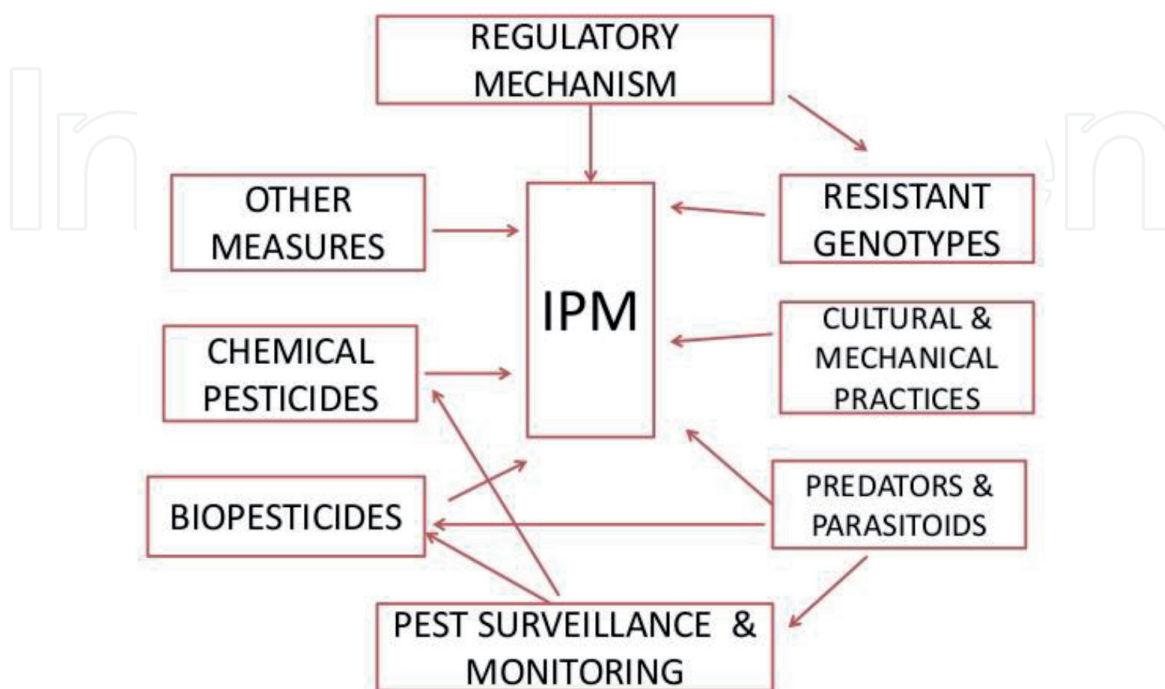 REGULATORY
MECHANISM
OTHER
MEASURES
RESISTANT
GENOTYPES
IPM
CHEMICAL
PESTICIDES
CULTURAL &
MECHANICAL
PRACTICES
BIOPESTICIDES
PREDATORS &
PARASITOIDS
PEST SURVEILLANCE &
MONITORING